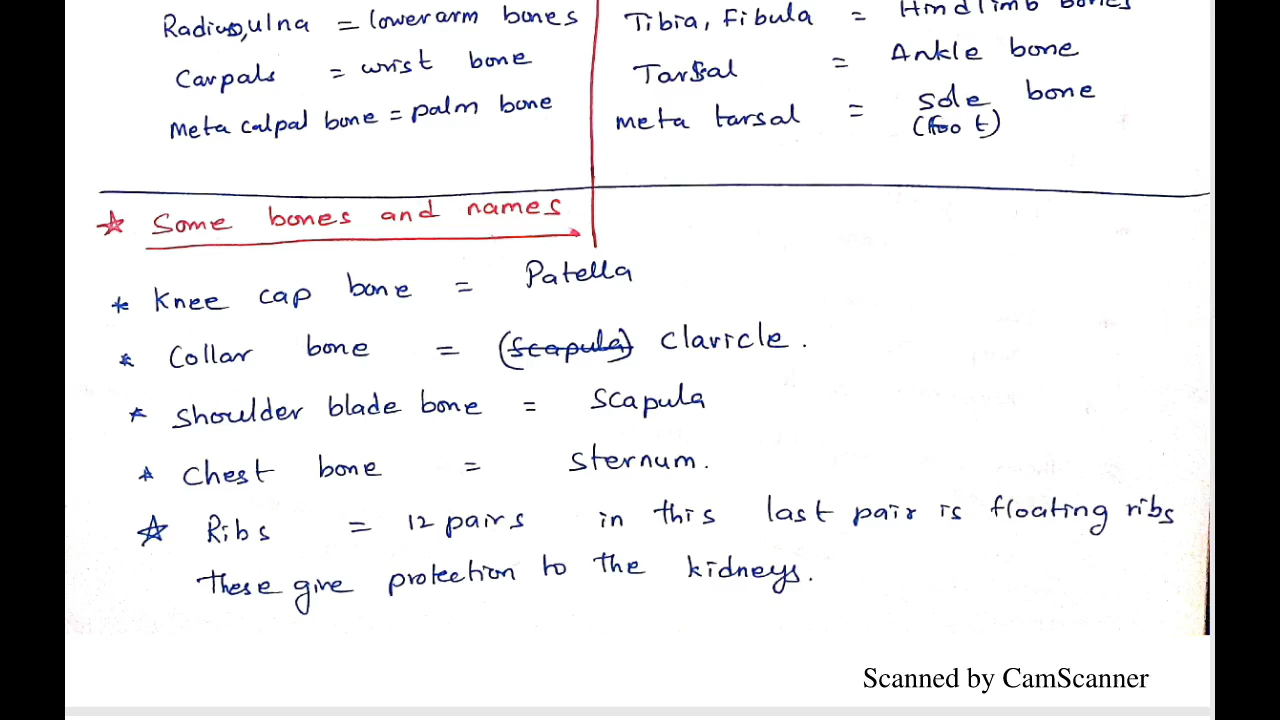 Radius,ulna = lower arm bones
Tibia, Fibula = Hindlimb bones
Carpals = wrist bone
Tarsal = Ankle bone
Meta calpal bone = palm bone
meta tarsal = Sole bone
(foot)
Some bones and names
* Knee cap bone = Patella
* Collar bone = (scapula) clavicle.
* Shoulder blade bone = scapula
* Chest bone = sternum.
☆ Ribs = 12 pairs in this last pair is floating ribs
These give protection to the kidneys.
Scanned by CamScanner